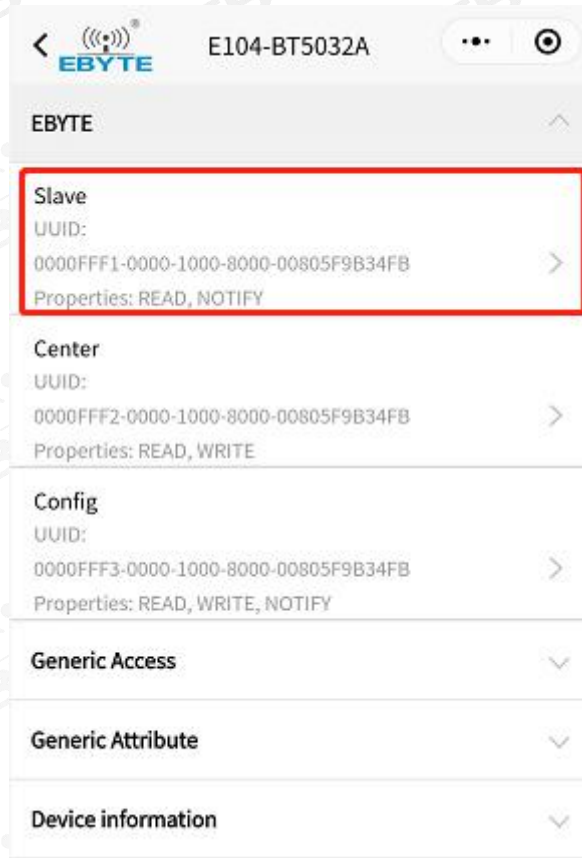 EBYTE
®
E104-BT5032A
EBYTE
Slave
UUID:
0000FFF1-0000-1000-8000-00805F9B34FB
Properties: READ, NOTIFY
Center
UUID:
0000FFF2-0000-1000-8000-00805F9B34FB
Properties: READ, WRITE
Config
UUID:
0000FFF3-0000-1000-8000-00805F9B34FB
Properties: READ, WRITE, NOTIFY
Generic Access
Generic Attribute
Device information